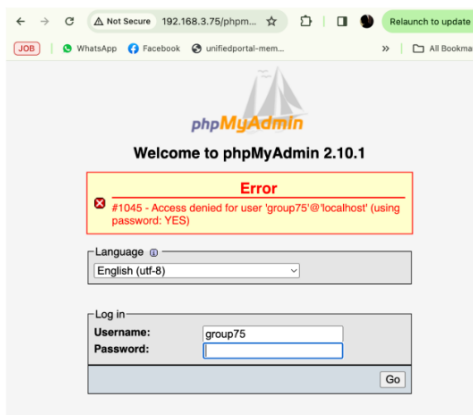 Not Secure 192.168.3.75/phpm... Relaunch to update
JOB WhatsApp Facebook unifiedportal-mem... » All Bookma
phpMyAdmin
Welcome to phpMyAdmin 2.10.1
Error
#1045 - Access denied for user 'group75'@'localhost' (using
password: YES)
Language
English (utf-8)
Log in
Username: group75
Password:
Go